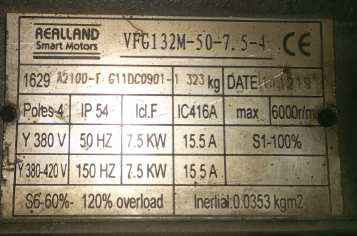 REALLAND
Smart Motors
VFG132M-50-7.5-4 CE
1629 A2100-F G11DC0901-1 323 kg DATE
Poles 4 IP 54 Icl.F IC416A max 6000r/m
Y 380 V 50 HZ 7.5 KW 15.5 A S1-100%
Y 380-420 V 150 HZ 7.5 KW 15.5 A
S6-60%- 120% overload Inerlial:0.0353 kgm2